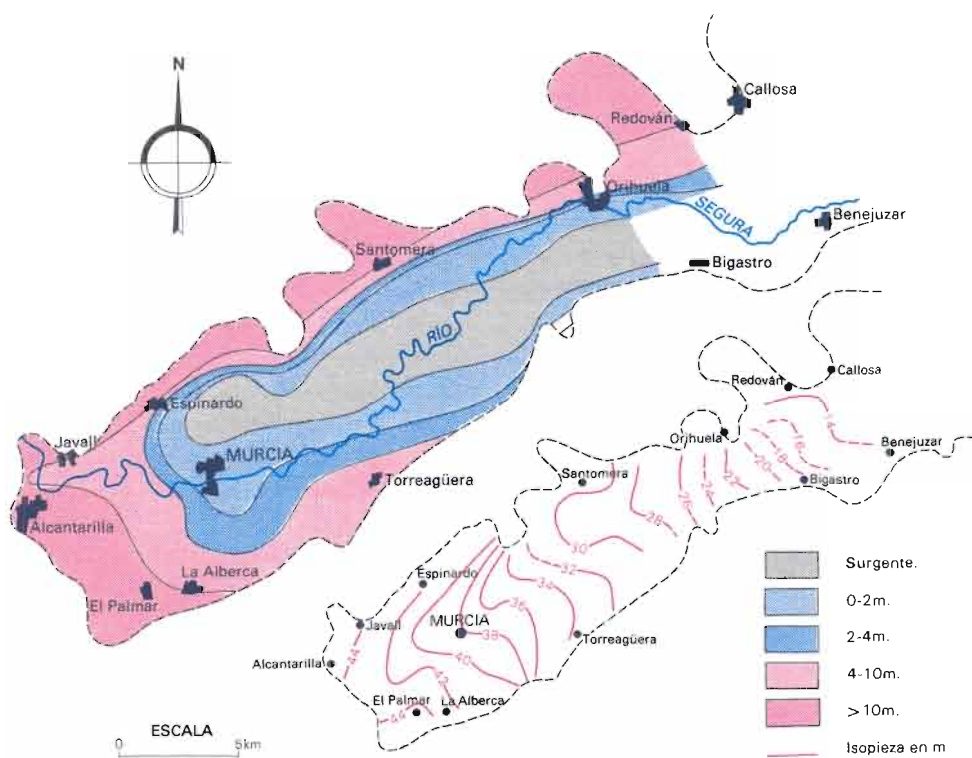 N
Callosa
Redován
Orihuela
SEGURA
Benejuzar
Santomera
Bigastro
RÍO
Espinardo
Javalí
MURCIA
Torreagüera
Alcantarilla
La Alberca
El Palmar
Redován
Callosa
14
Orihuela
16
18
Benejuzar
20
Bigastro
22
24
26
Santomera
28
30
32
34
Espinardo
36
MURCIA
38
Torreagüera
Javalí
44
40
Alcantarilla
42
El Palmar
La Alberca
44
ESCALA
0 5km
Surgente.
0-2m.
2-4m.
4-10m.
>10m.
Isopieza en m